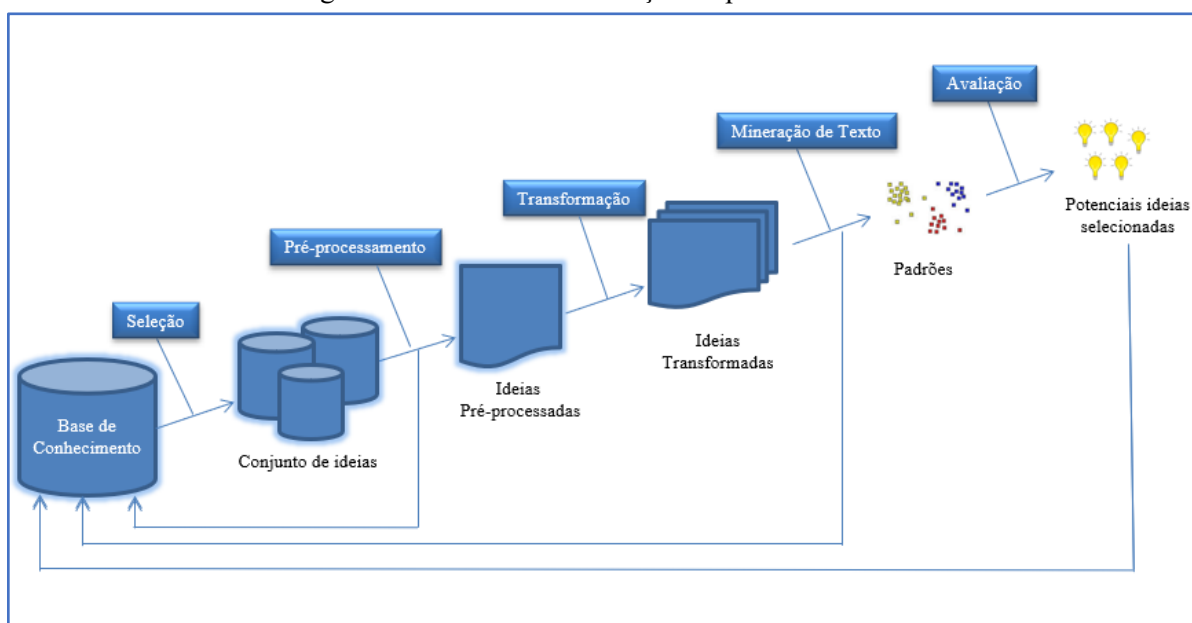 Avaliação
Mineração de Texto
Transformação
Pré-processamento
Seleção
Base de
Conhecimento
Conjunto de ideias
Ideias
Pré-processadas
Ideias
Transformadas
Padrões
Potenciais ideias
selecionadas